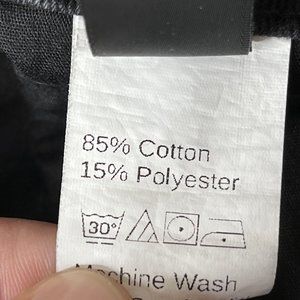 85% Cotton
15% Polyester
30°
Machine Wash